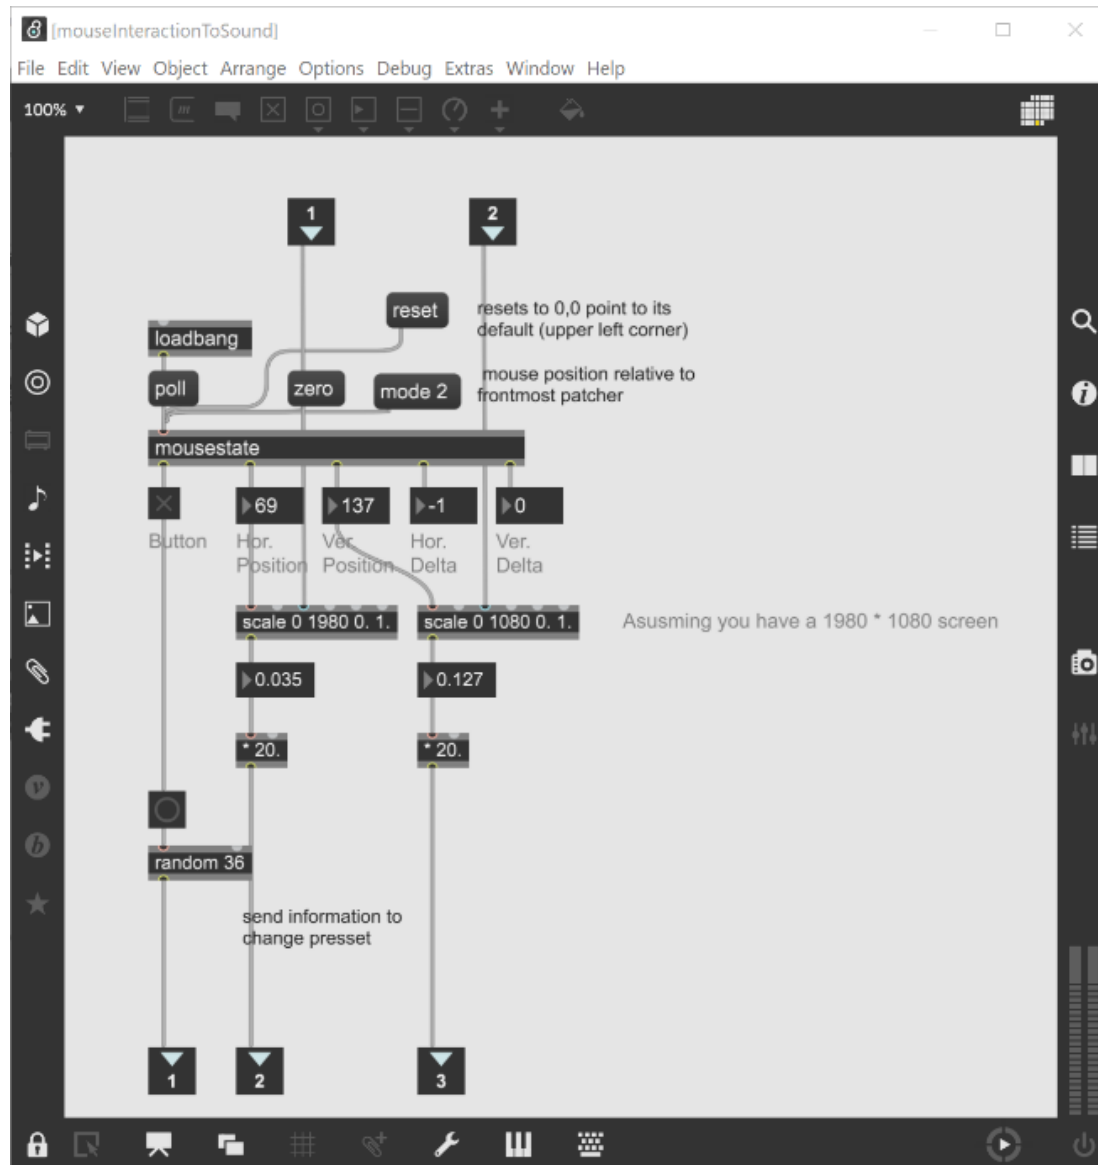 [mouseInteractionToSound]
File Edit View Object Arrange Options Debug Extras Window Help
100%
1
2
reset
resets to 0,0 point to its
default (upper left corner)
loadbang
poll
zero
mode 2
mouse position relative to
frontmost patcher
mousestate
69
137
-1
0
Button
Hor.
Position
Ver.
Position
Hor.
Delta
Ver.
Delta
scale 0 1980 0. 1.
scale 0 1080 0. 1.
Asusming you have a 1980 * 1080 screen
0.035
0.127
* 20.
* 20.
random 36
send information to
change presset
1
2
3